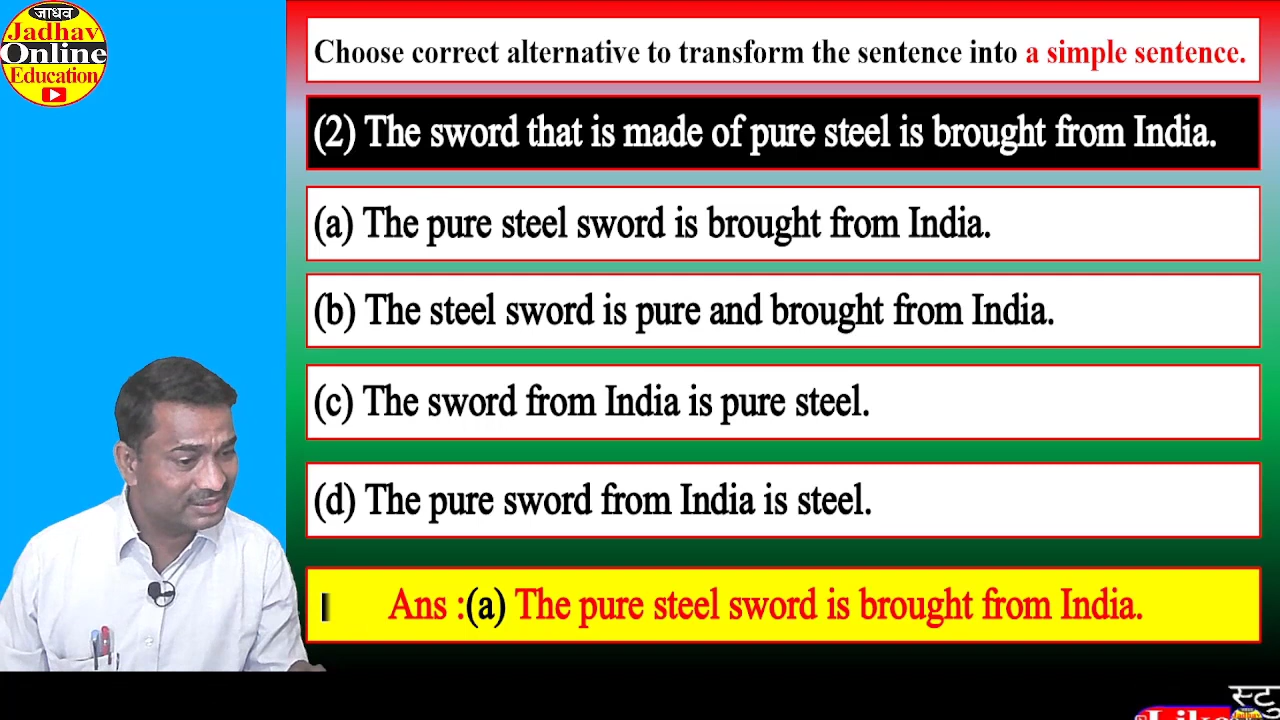 जाधव
Jadhav
Online
Education
Choose correct alternative to transform the sentence into a simple sentence.
(2) The sword that is made of pure steel is brought from India.
(a) The pure steel sword is brought from India.
(b) The steel sword is pure and brought from India.
(c) The sword from India is pure steel.
(d) The pure sword from India is steel.
Ans :(a) The pure steel sword is brought from India.